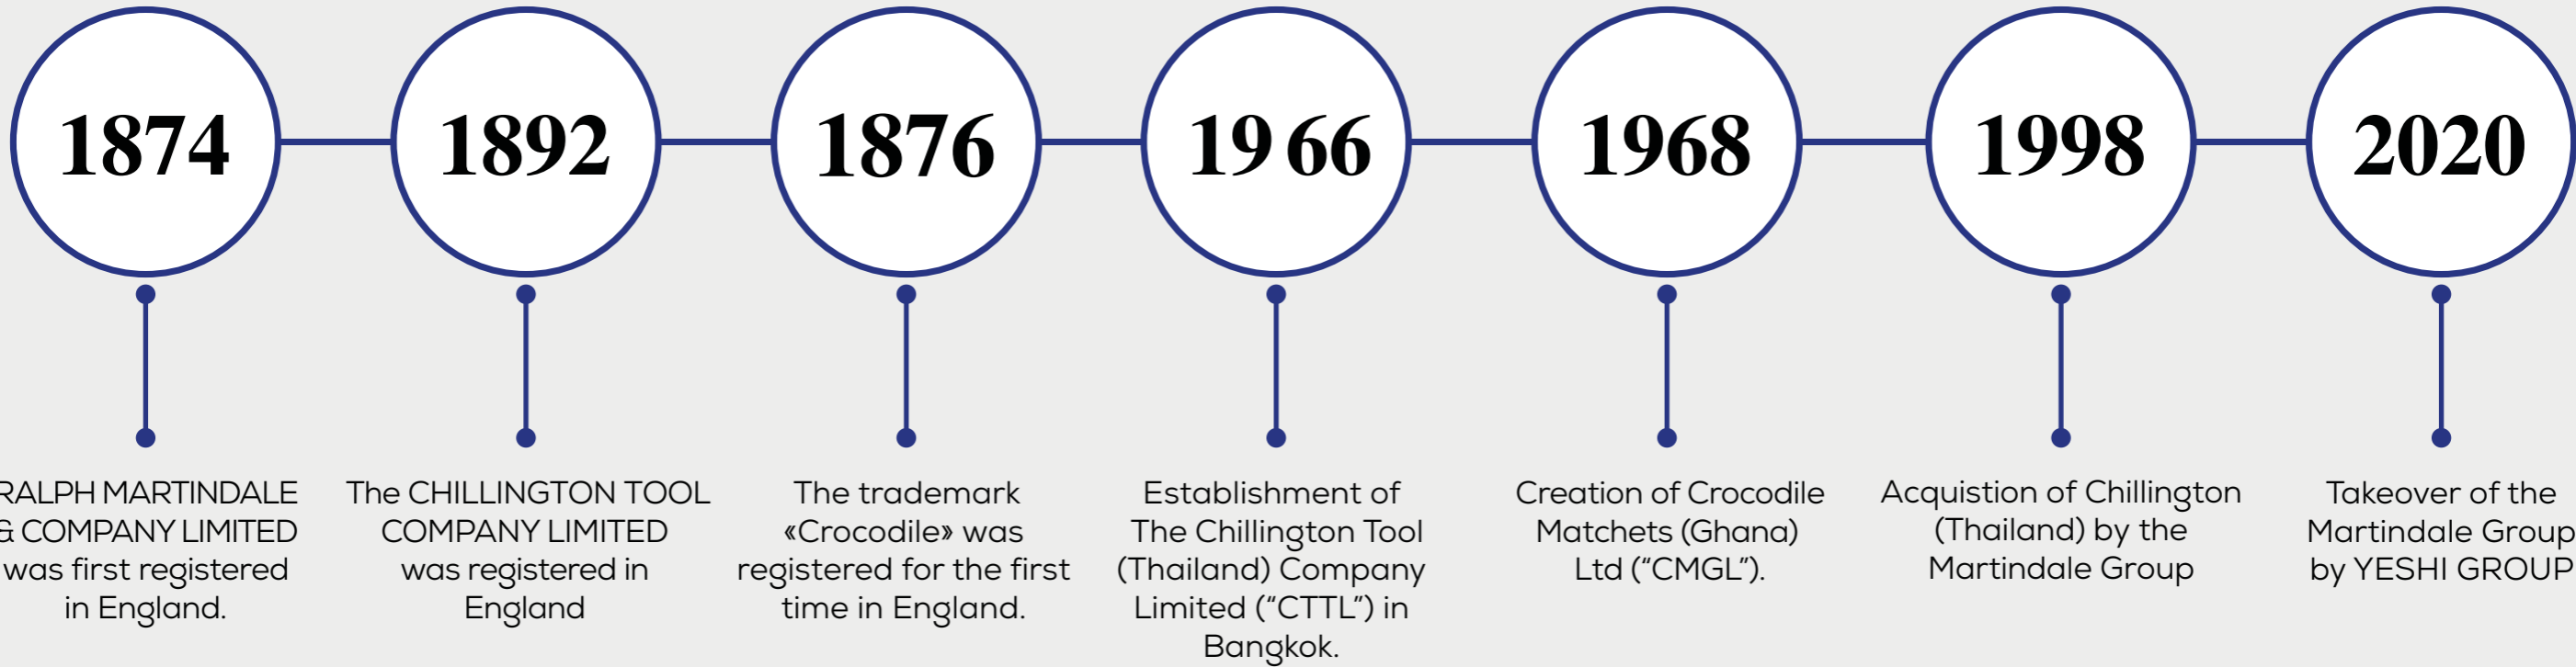 1874
1892
1876
19 66
1968
1998
2020
RALPH MARTINDALE
& COMPANY LIMITED
was first registered
in England.
The CHILLINGTON TOOL
COMPANY LIMITED
was registered in
England
The trademark
«Crocodile» was
registered for the first
time in England.
Establishment of
The Chillington Tool
(Thailand) Company
Limited (“CTTL”) in
Bangkok.
Creation of Crocodile
Matchets (Ghana)
Ltd (“CMGL”).
Acquistion of Chillington
(Thailand) by the
Martindale Group
Takeover of the
Martindale Group
by YESHI GROUP